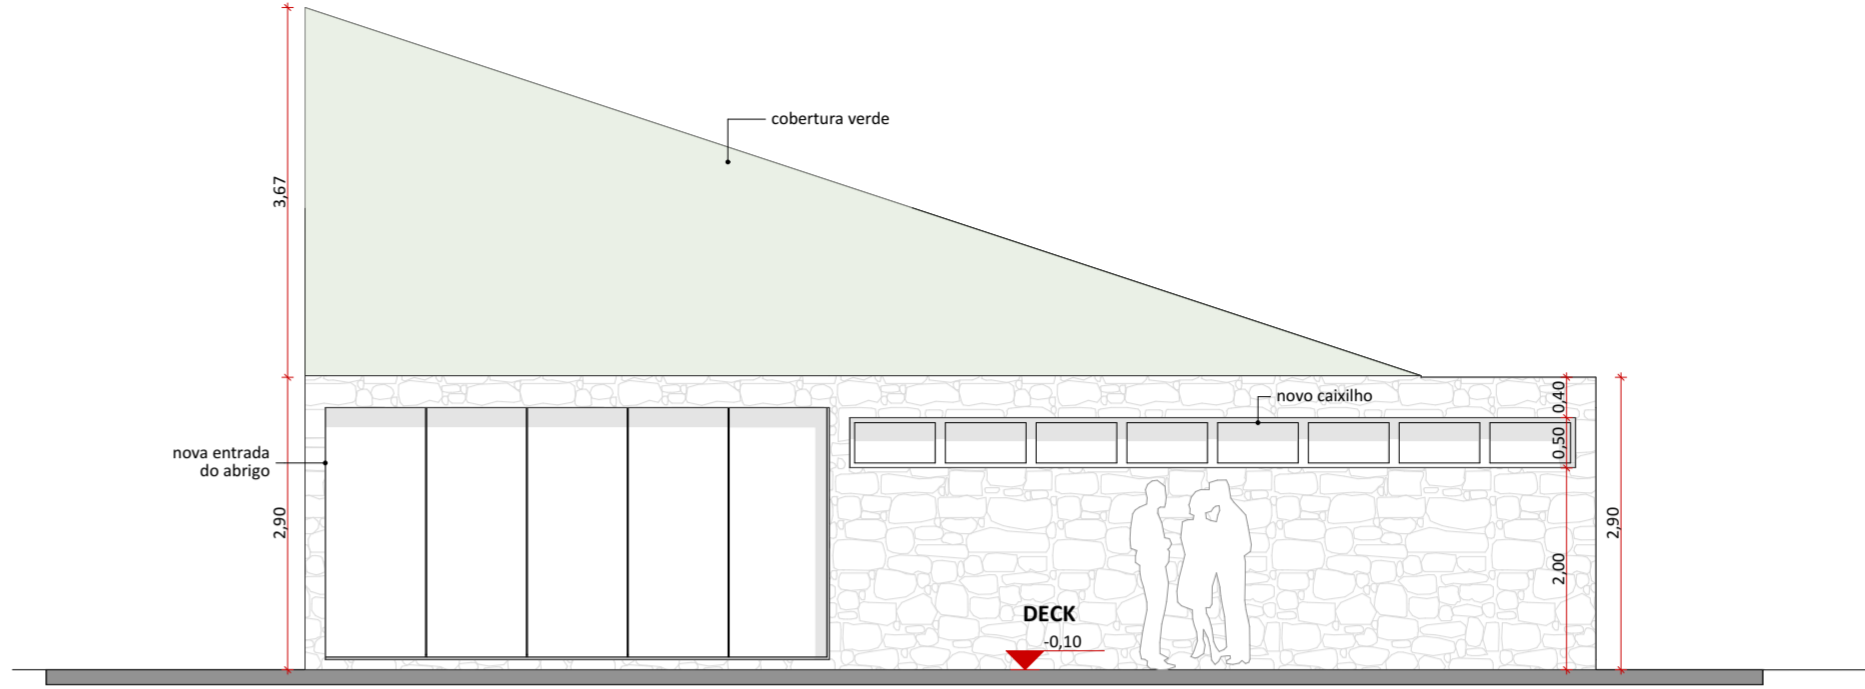 cobertura verde
3,67
novo caixilho
0,40
0,50
nova entrada
do abrigo
2,90
2,90
2,00
DECK
-0,10